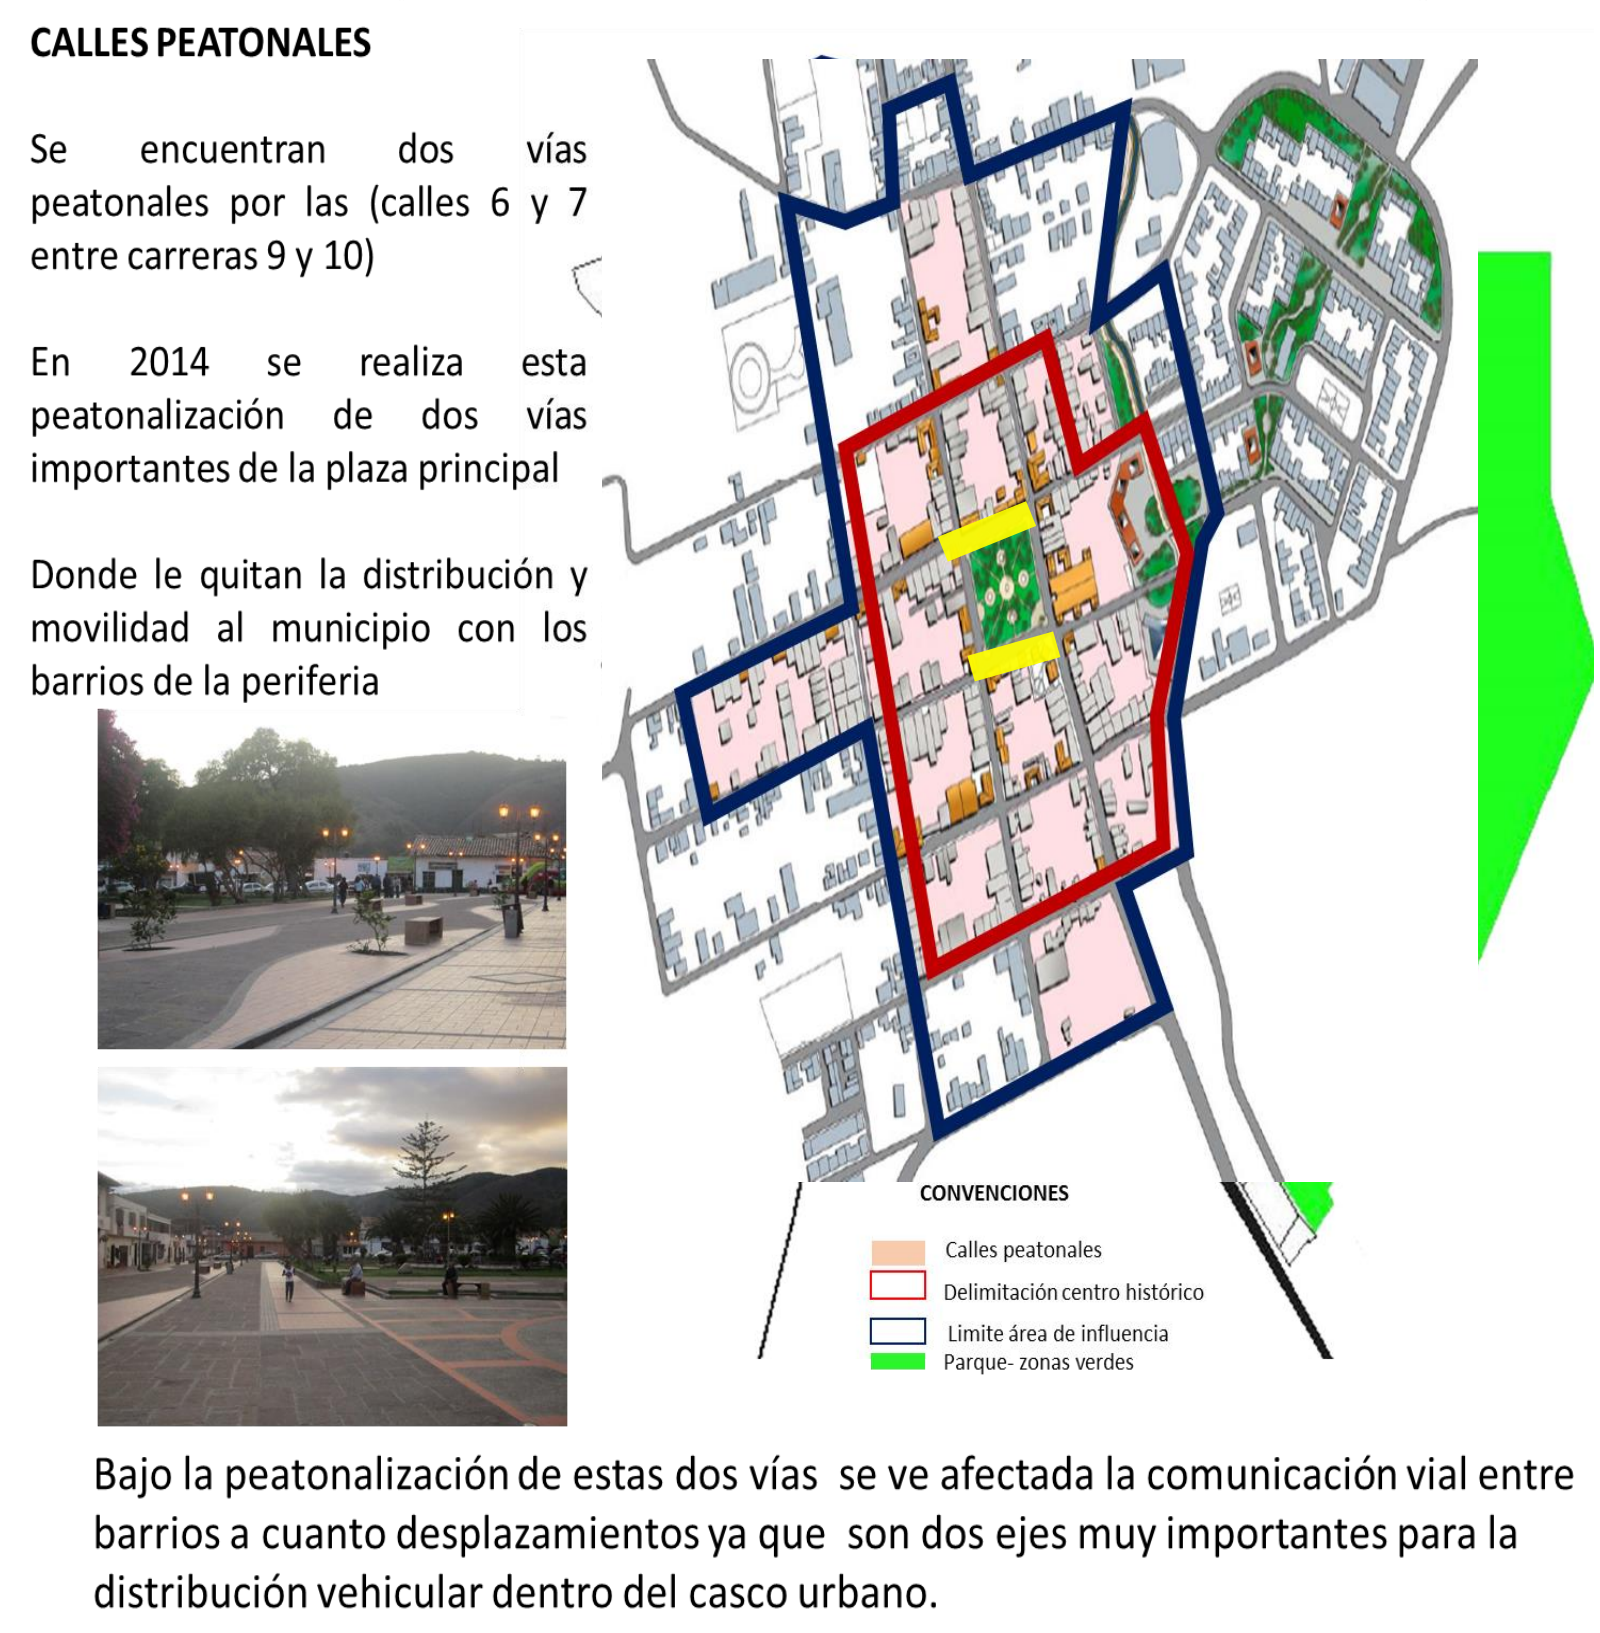 CALLES PEATONALES
Se encuentran dos vías
peatonales por las (calles 6 y 7
entre carreras 9 y 10)
En 2014 se realiza esta
peatonalización de dos vías
importantes de la plaza principal
Donde le quitan la distribución y
movilidad al municipio con los
barrios de la periferia
CONVENCIONES
Calles peatonales
Delimitación centro histórico
Limite área de influencia
Parque- zonas verdes
Bajo la peatonalización de estas dos vías se ve afectada la comunicación vial entre
barrios a cuanto desplazamientos ya que son dos ejes muy importantes para la
distribución vehicular dentro del casco urbano.